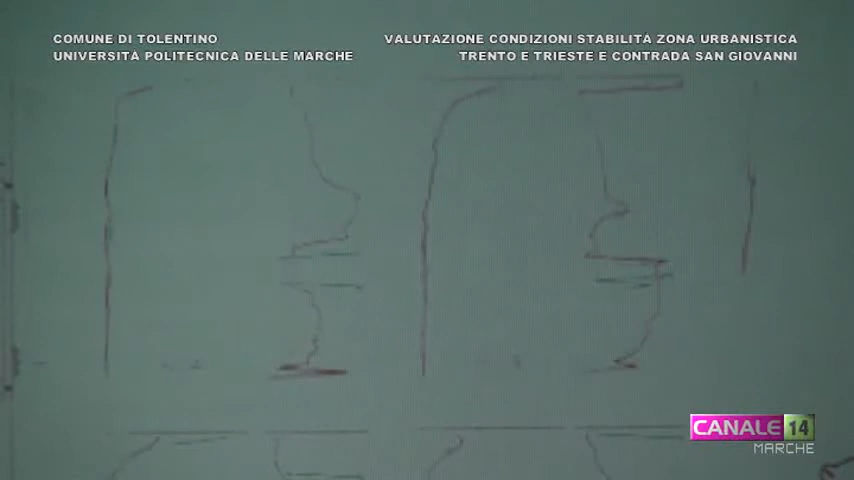 COMUNE DI TOLENTINO
UNIVERSITÀ POLITECNICA DELLE MARCHE
VALUTAZIONE CONDIZIONI STABILITÀ ZONA URBANISTICA
TRENTO E TRIESTE E CONTRADA SAN GIOVANNI
CANALE 14
MARCHE